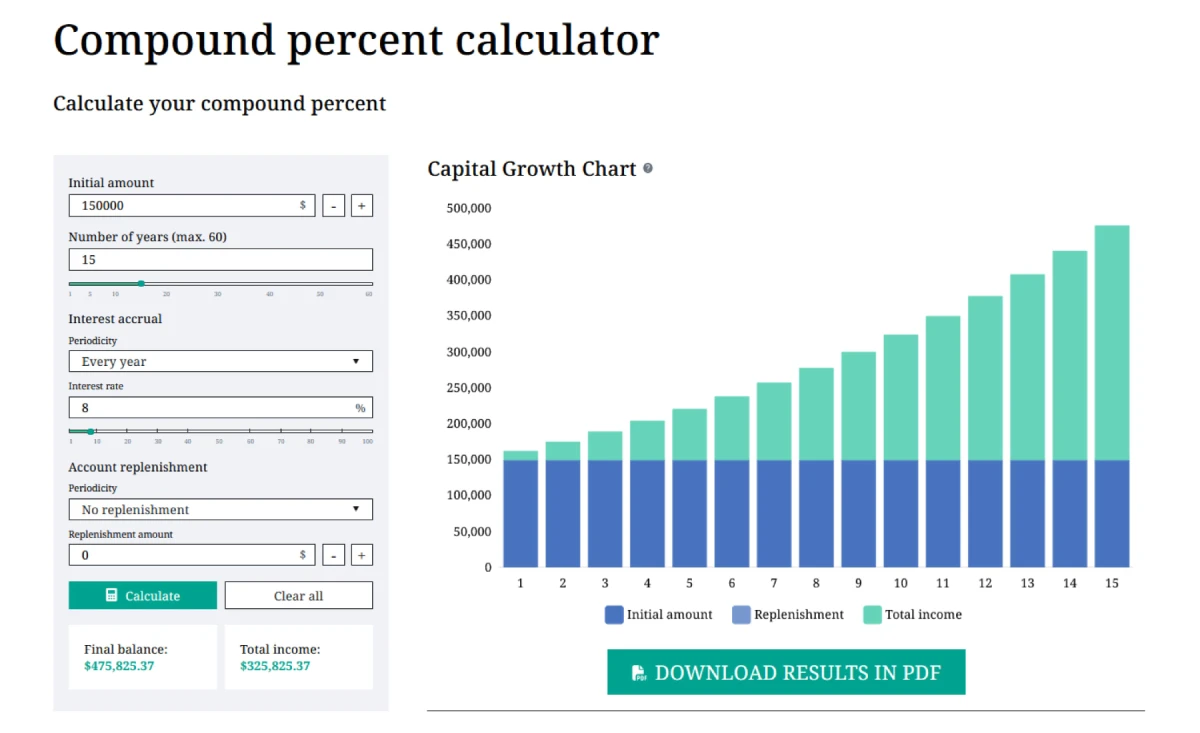 Compound percent calculator
Calculate your compound percent
Initial amount
150000 $ - +
Number of years (max. 60)
15
1 5 10 20 30 40 50 60
Interest accrual
Periodicity
Every year
Interest rate
8 %
1 10 20 30 40 50 60 70 80 90 100
Account replenishment
Periodicity
No replenishment
Replenishment amount
0 $ - +
Calculate Clear all
Final balance:
$475,825.37
Total income:
$325,825.37
Capital Growth Chart ?
500,000
450,000
400,000
350,000
300,000
250,000
200,000
150,000
100,000
50,000
0
1 2 3 4 5 6 7 8 9 10 11 12 13 14 15
Initial amount Replenishment Total income
PDF DOWNLOAD RESULTS IN PDF